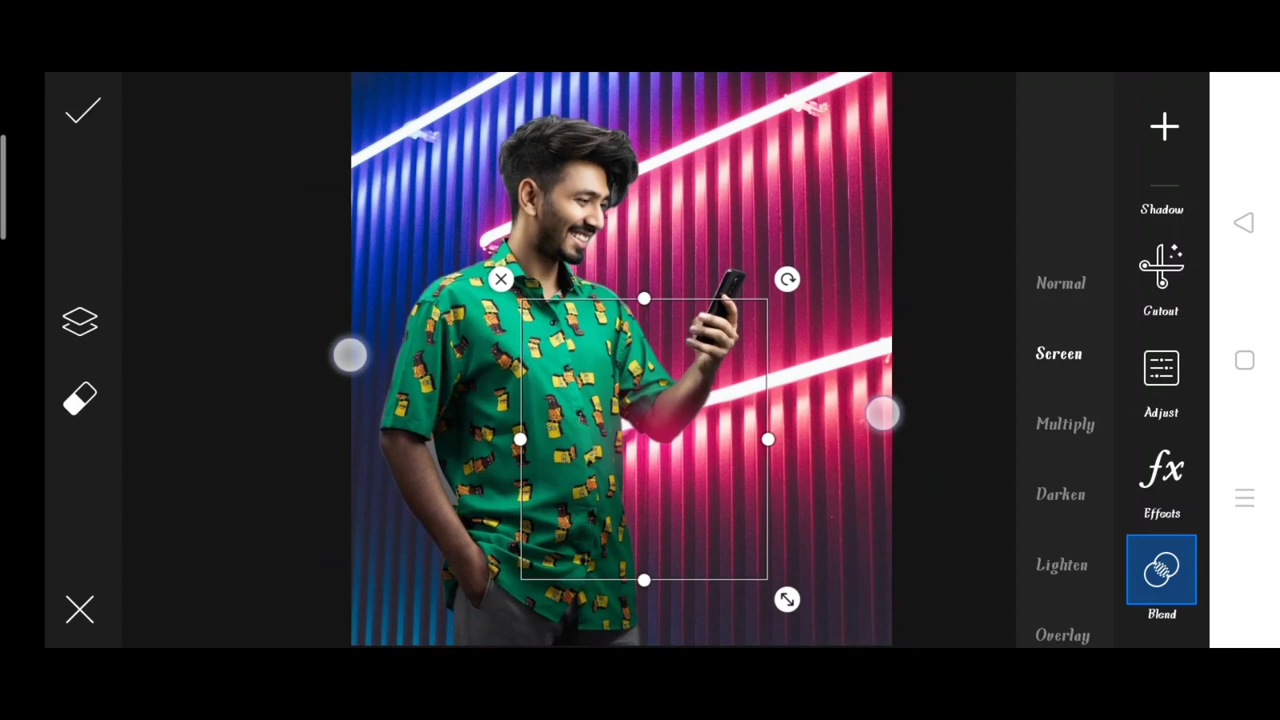 Shadow
Cutout
Adjust
Effects
Blend
Normal
Screen
Multiply
Darken
Lighten
Overlay